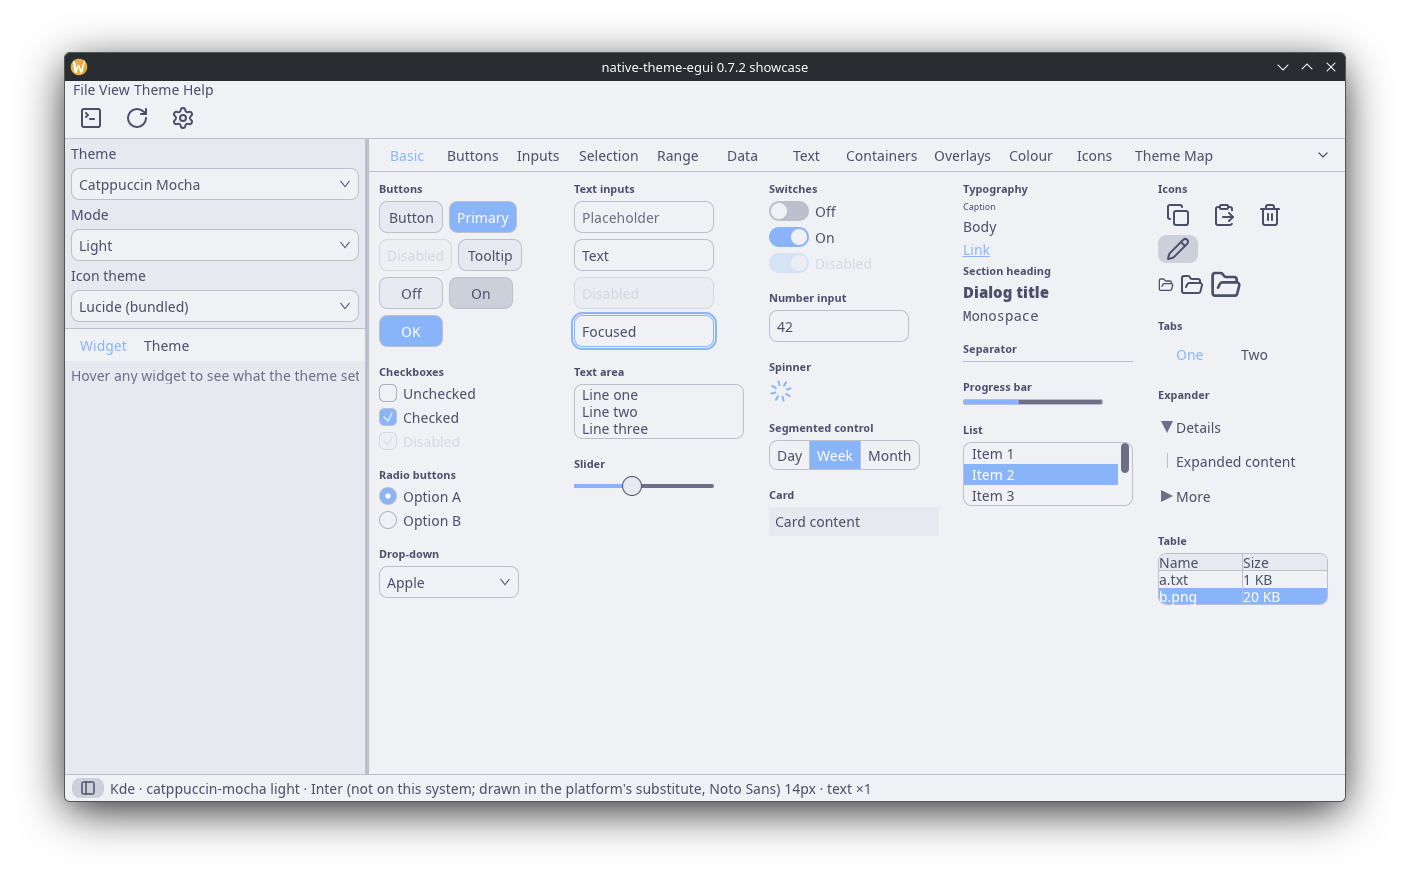 native-theme-egui 0.7.2 showcase
File View Theme Help
Theme
Catppuccin Mocha
Mode
Light
Icon theme
Lucide (bundled)
Widget Theme
Hover any widget to see what the theme set
Basic Buttons Inputs Selection Range Data Text Containers Overlays Colour Icons Theme Map
Buttons
Button Primary
Disabled Tooltip
Off On
OK
Checkboxes
Unchecked
Checked
Disabled
Radio buttons
Option A
Option B
Drop-down
Apple
Text inputs
Placeholder
Text
Disabled
Focused
Text area
Line one
Line two
Line three
Slider
Switches
Off
On
Disabled
Number input
42
Spinner
Segmented control
Day Week Month
Card
Card content
Typography
Caption
Body
Link
Section heading
Dialog title
Monospace
Separator
Progress bar
List
Item 1
Item 2
Item 3
Icons
Tabs
One Two
Expander
Details
Expanded content
More
Table
Name Size
a.txt 1 KB
b.png 20 KB
Kde · catppuccin-mocha light · Inter (not on this system; drawn in the platform's substitute, Noto Sans) 14px · text ×1